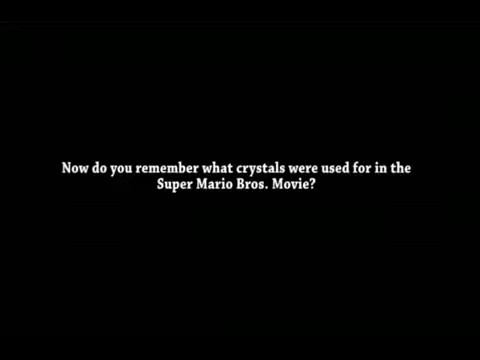 Now do you remember what crystals were used for in the
Super Mario Bros. Movie?